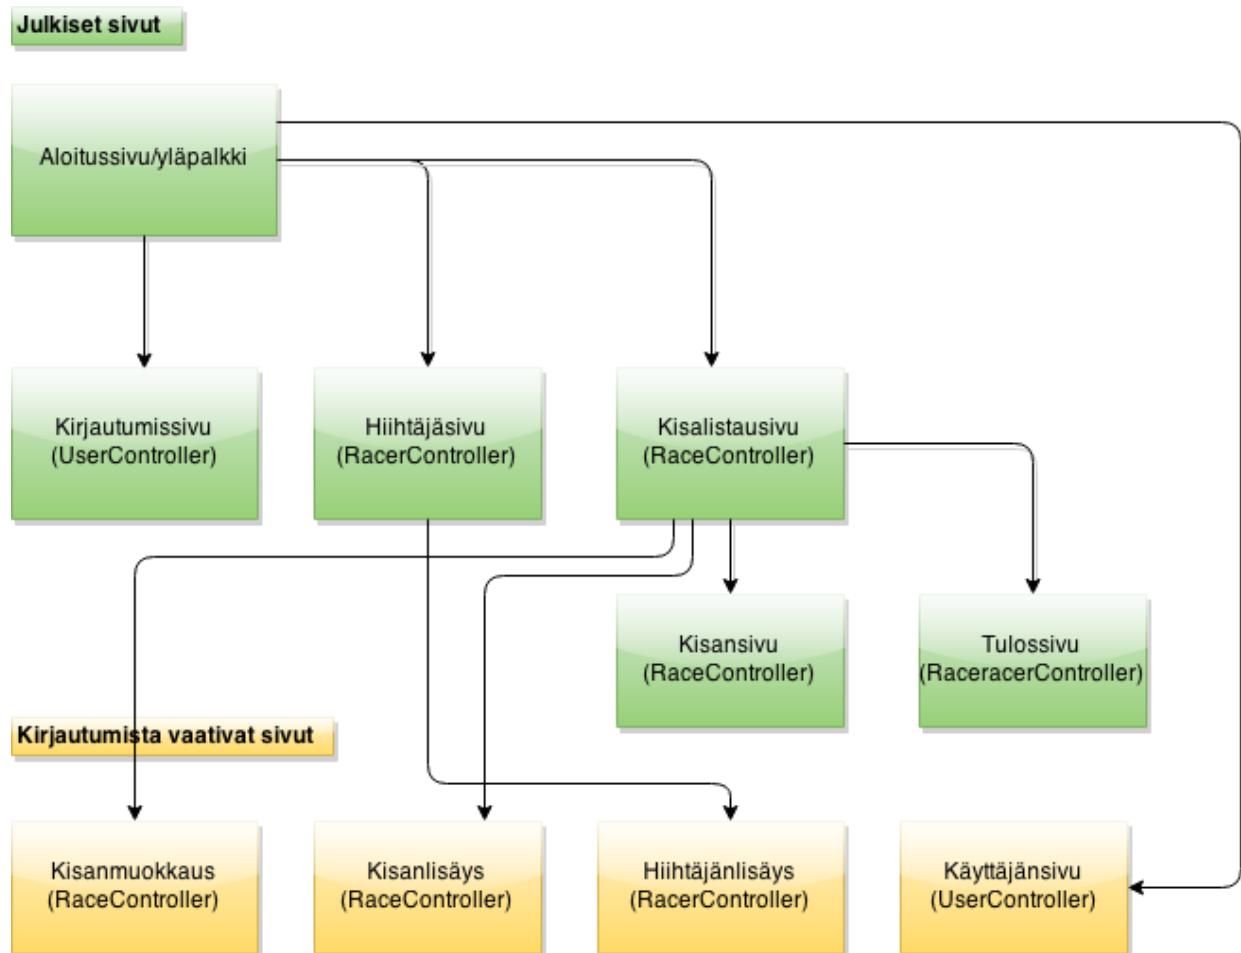 Julkiset sivut
Aloitussivu/yläpalkki
Kirjautumissivu
(UserController)
Hiihtäjäsivu
(RacerController)
Kisalistausivu
(RaceController)
Kisansivu
(RaceController)
Tulossivu
(RaceracerController)
Kirjautumista vaativat sivut
Kisanmuokkaus
(RaceController)
Kisanlisäys
(RaceController)
Hiihtäjänlisäys
(RacerController)
Käyttäjänsivu
(UserController)